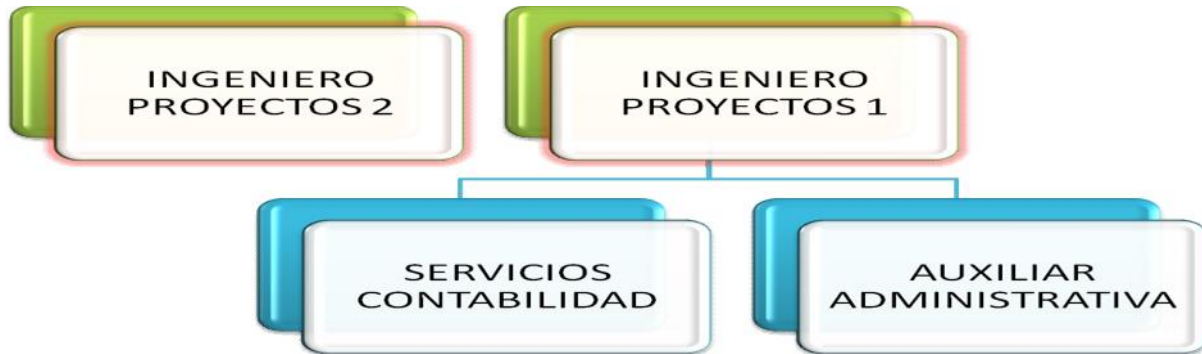 INGENIERO
PROYECTOS 2
INGENIERO
PROYECTOS 1
SERVICIOS
CONTABILIDAD
AUXILIAR
ADMINISTRATIVA